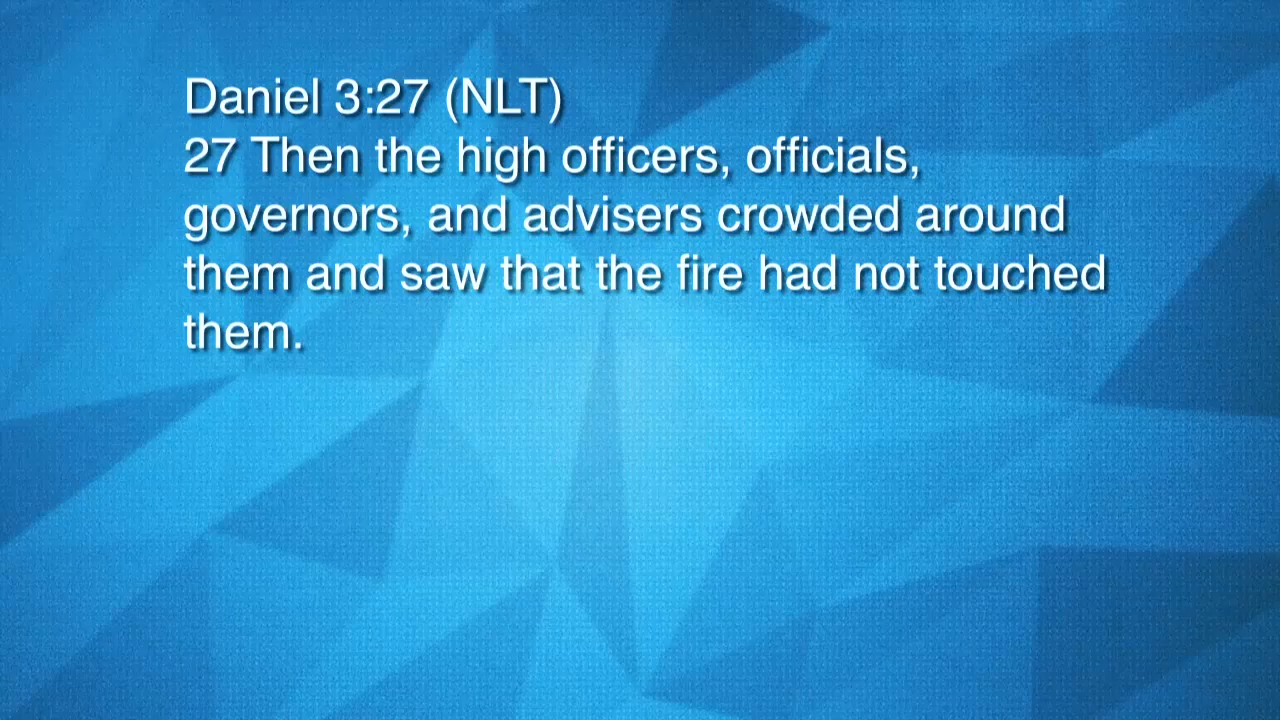 Daniel 3:27 (NLT)
27 Then the high officers, officials,
governors, and advisers crowded around
them and saw that the fire had not touched
them.